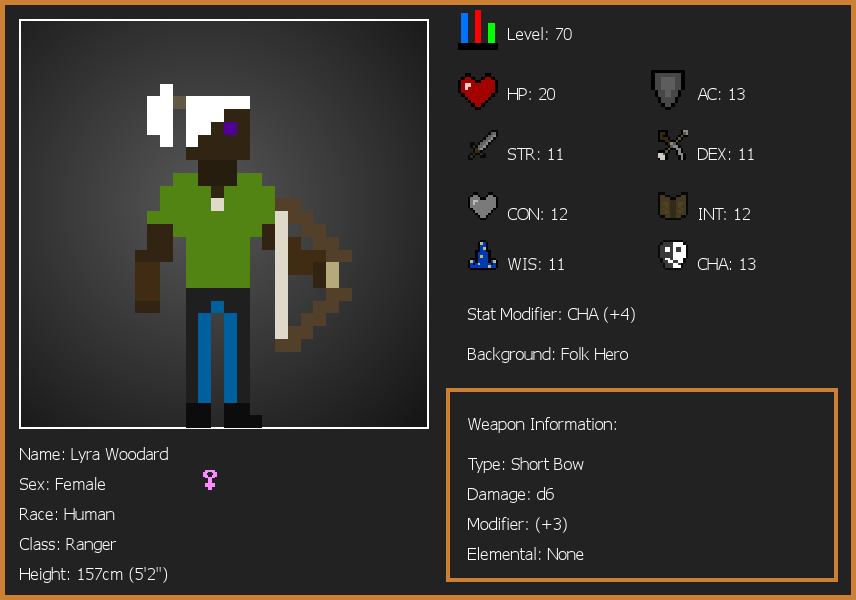 Level: 70
HP: 20
AC: 13
STR: 11
DEX: 11
CON: 12
INT: 12
WIS: 11
CHA: 13
Stat Modifier: CHA (+4)
Background: Folk Hero
Weapon Information:
Type: Short Bow
Damage: d6
Modifier: (+3)
Elemental: None
Name: Lyra Woodard
Sex: Female
Race: Human
Class: Ranger
Height: 157cm (5'2")